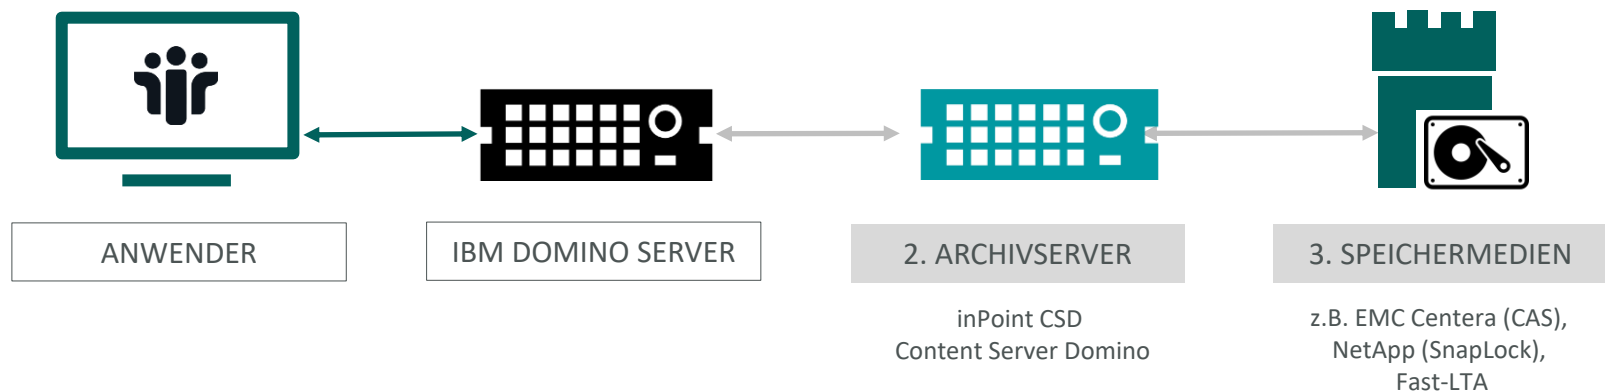 ANWENDER
IBM DOMINO SERVER
2. ARCHIVSERVER
3. SPEICHERMEDIEN
inPoint CSD
Content Server Domino
z.B. EMC Centera (CAS),
NetApp (SnapLock),
Fast-LTA